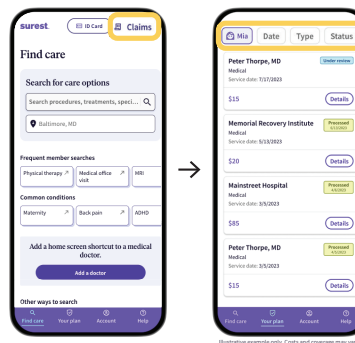 surest.
ID Card
Claims
Find care
Search for care options
Search procedures, treatments, speci...
Baltimore, MD
Frequent member searches
Physical therapy
Medical office visit
MRI
Common conditions
Maternity
Back pain
ADHD
Add a home screen shortcut to a medical doctor.
Add a doctor
Other ways to search
Find care
Your plan
Account
Help
Mia
Date
Type
Status
Peter Thorpe, MD
Under review
Medical
Service date: 7/17/2023
$15
Details
Memorial Recovery Institute
Processed
Medical
Service date: 5/13/2023
$20
Details
Mainstreet Hospital
Processed
Medical
Service date: 3/5/2023
$85
Details
Peter Thorpe, MD
Processed
Medical
Service date: 3/5/2023
$15
Details
Find care
Your plan
Account
Help
Illustrative example only. Costs and coverage may